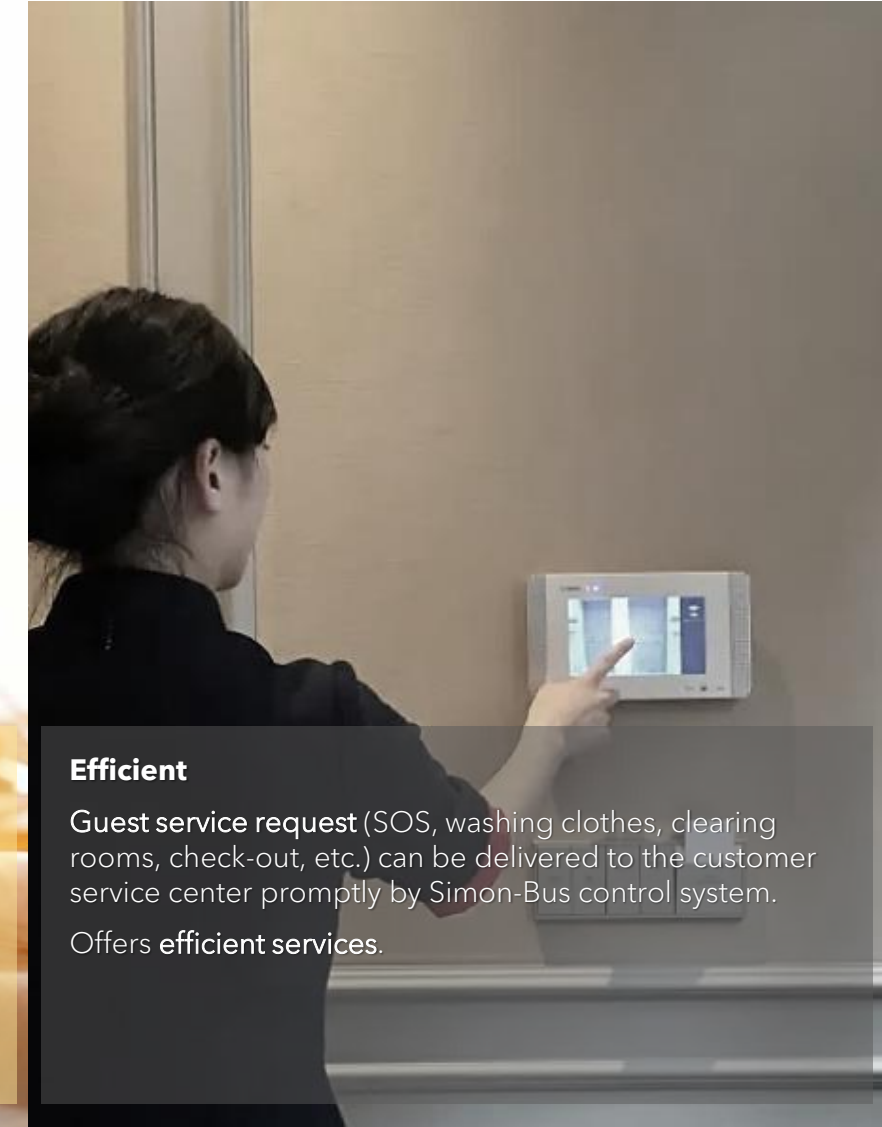 Efficient
Guest service request (SOS, washing clothes, clearing
rooms, check-out, etc.) can be delivered to the customer
service center promptly by Simon-Bus control system.
Offers efficient services.